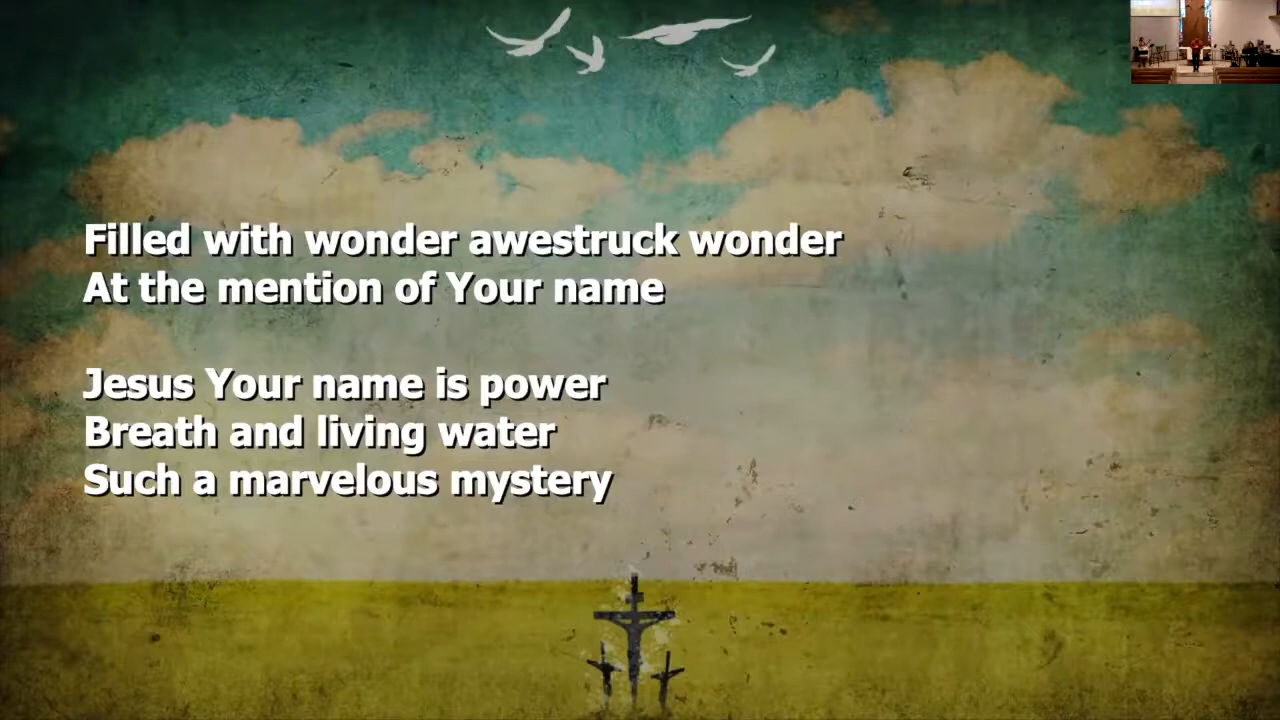 Filled with wonder awestruck wonder
At the mention of Your name
Jesus Your name is power
Breath and living water
Such a marvelous mystery